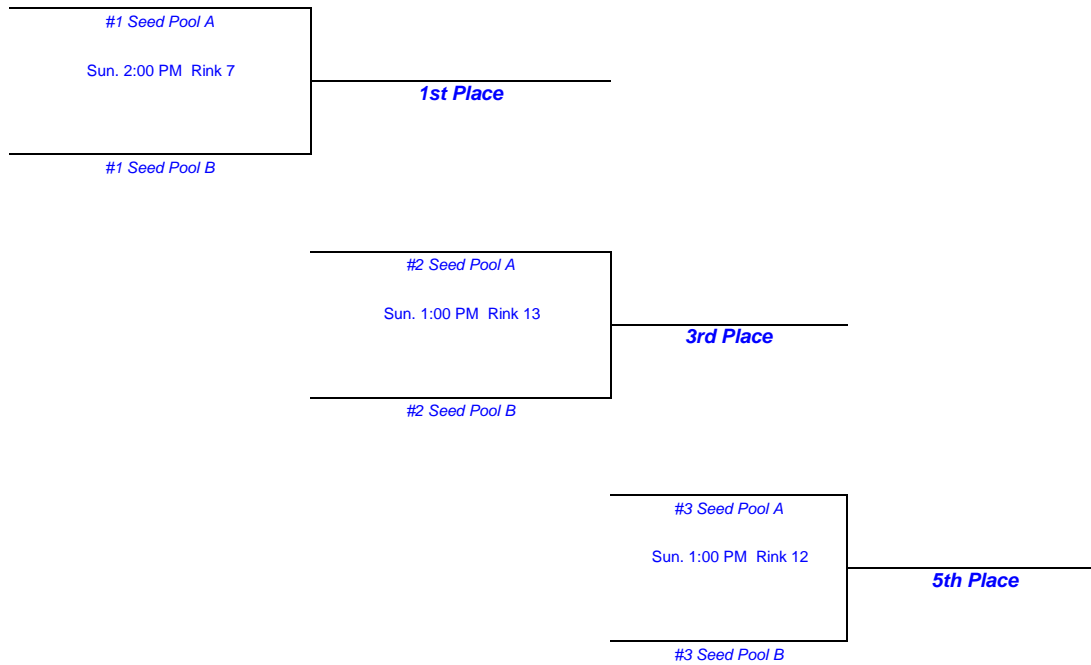 #1 Seed Pool A
Sun. 2:00 PM  Rink 7
1st Place
#1 Seed Pool B
#2 Seed Pool A
Sun. 1:00 PM  Rink 13
3rd Place
#2 Seed Pool B
#3 Seed Pool A
Sun. 1:00 PM  Rink 12
5th Place
#3 Seed Pool B